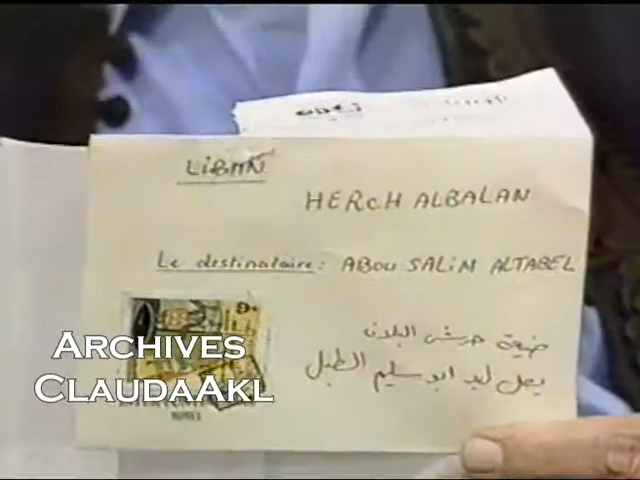 LiBAN
HERCH ALBALAN
Le destinataire: ABOU SALiM ALTABEL
ضيعة حرش البلان
يصل ليد ابو سليم الطبل
ARCHIVES
CLAUDAAKL